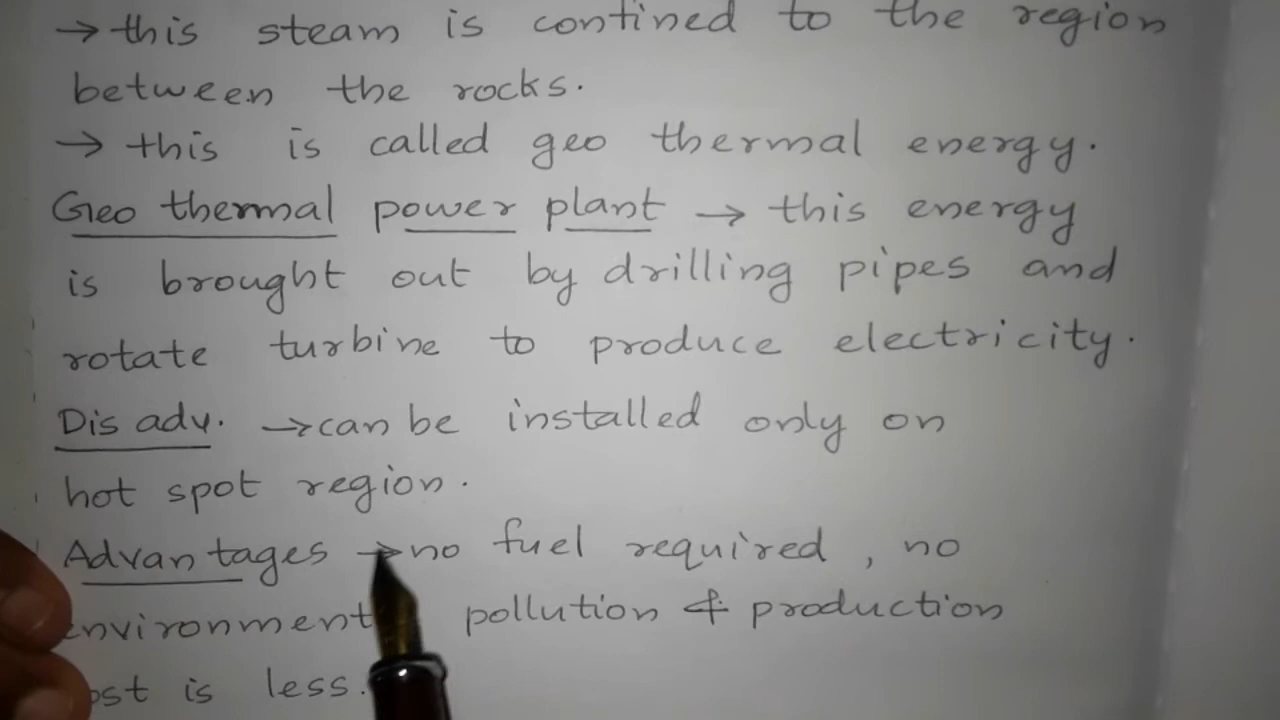 → this steam is confined to the region
between the rocks.
→ this is called geo thermal energy.
Geo thermal power plant → this energy
is brought out by drilling pipes and
rotate turbine to produce electricity.
Dis adv. → can be installed only on
hot spot region.
Advantages → no fuel required, no
environment pollution & production
cost is less.